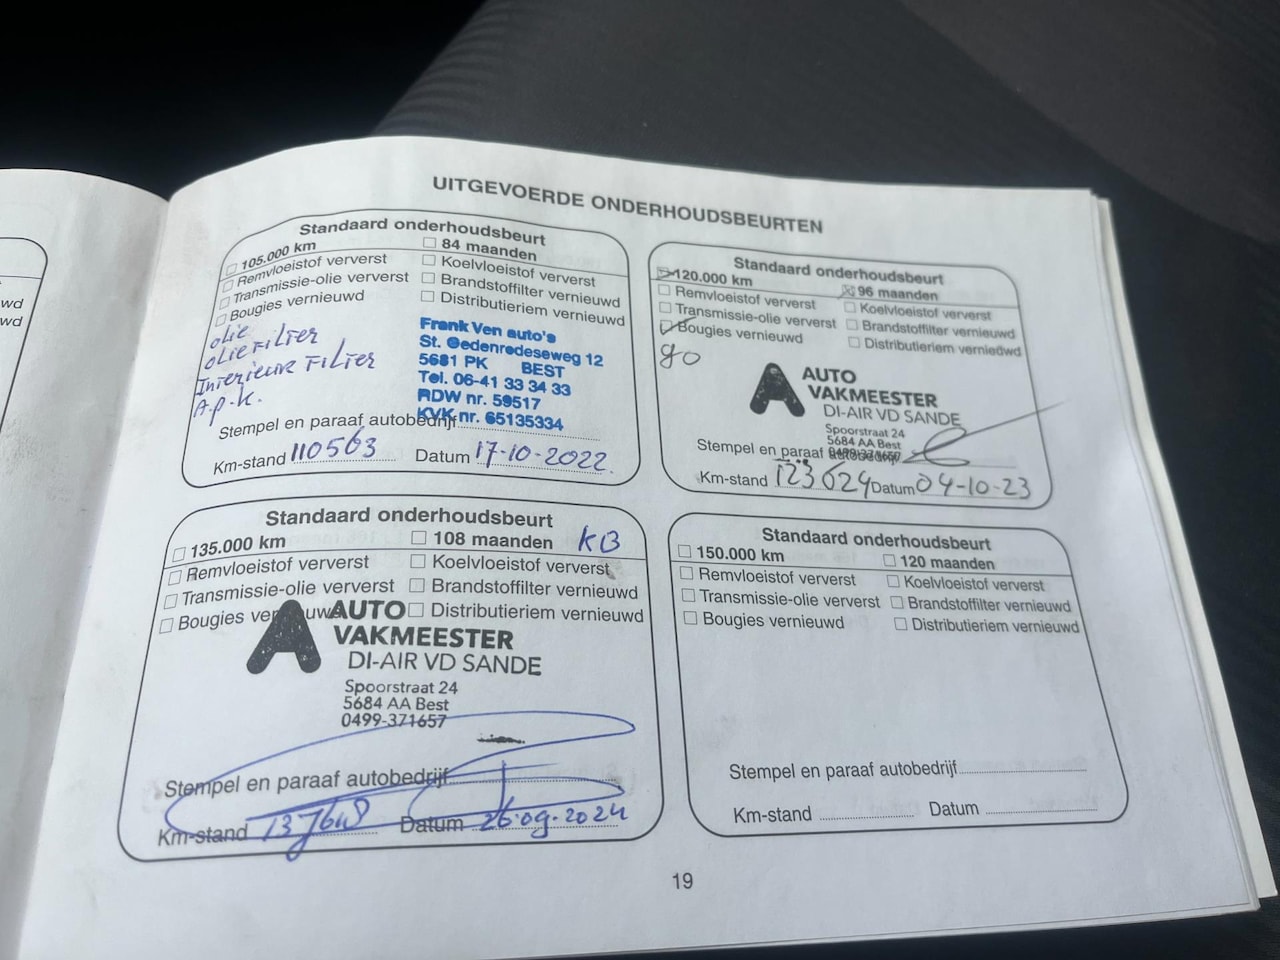 UITGEVOERDE ONDERHOUDSBEURTEN
Standaard onderhoudsbeurt
105.000 km
84 maanden
Remvloeistof ververst
Koelvloeistof ververst
Transmissie-olie ververst
Brandstoffilter vernieuwd
Bougies vernieuwd
Distributieriem vernieuwd
olie
olie Filter
Interieur Filter
A.p.k.
Frank Ven auto's
St. Oedenrodeseweg 12
5681 PK BEST
Tel. 06-41 33 34 33
RDW nr. 59517
KVK nr. 65135334
Stempel en paraaf autobedrijf
Km-stand 110563 Datum 17-10-2022
Standaard onderhoudsbeurt
120.000 km
96 maanden
Remvloeistof ververst
Koelvloeistof ververst
Transmissie-olie ververst
Brandstoffilter vernieuwd
Bougies vernieuwd
Distributieriem vernieuwd
go
AUTO
VAKMEESTER
DI-AIR VD SANDE
Spoorstraat 24
5684 AA Best
0499-371657
Stempel en paraaf autobedrijf
Km-stand 123624 Datum 04-10-23
Standaard onderhoudsbeurt
135.000 km
108 maanden KB
Remvloeistof ververst
Koelvloeistof ververst
Transmissie-olie ververst
Brandstoffilter vernieuwd
Bougies vernieuwd
Distributieriem vernieuwd
AUTO
VAKMEESTER
DI-AIR VD SANDE
Spoorstraat 24
5684 AA Best
0499-371657
Stempel en paraaf autobedrijf
Km-stand Datum 26.09.2024
Standaard onderhoudsbeurt
150.000 km
120 maanden
Remvloeistof ververst
Koelvloeistof ververst
Transmissie-olie ververst
Brandstoffilter vernieuwd
Bougies vernieuwd
Distributieriem vernieuwd
Stempel en paraaf autobedrijf
Km-stand Datum
19
wd
wd